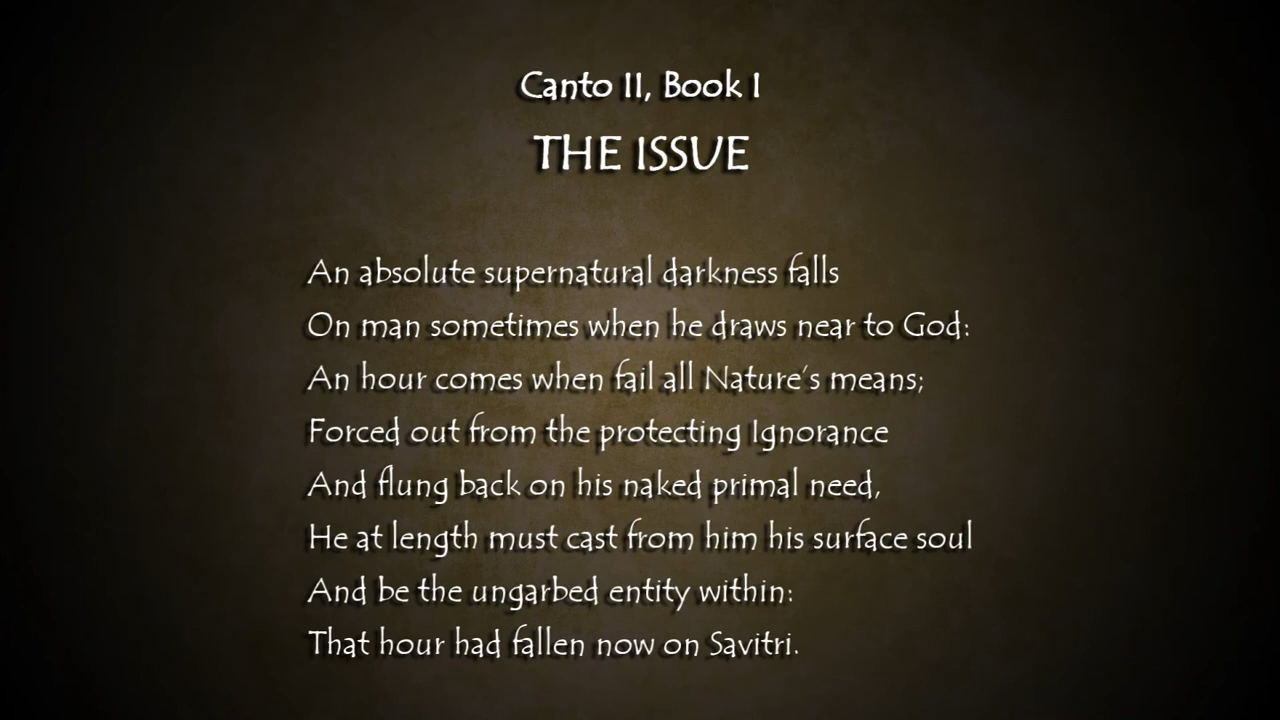 Canto II, Book I
THE ISSUE
An absolute supernatural darkness falls
On man sometimes when he draws near to God:
An hour comes when fail all Nature's means;
Forced out from the protecting Ignorance
And flung back on his naked primal need,
He at length must cast from him his surface soul
And be the ungarbed entity within:
That hour had fallen now on Savitri.